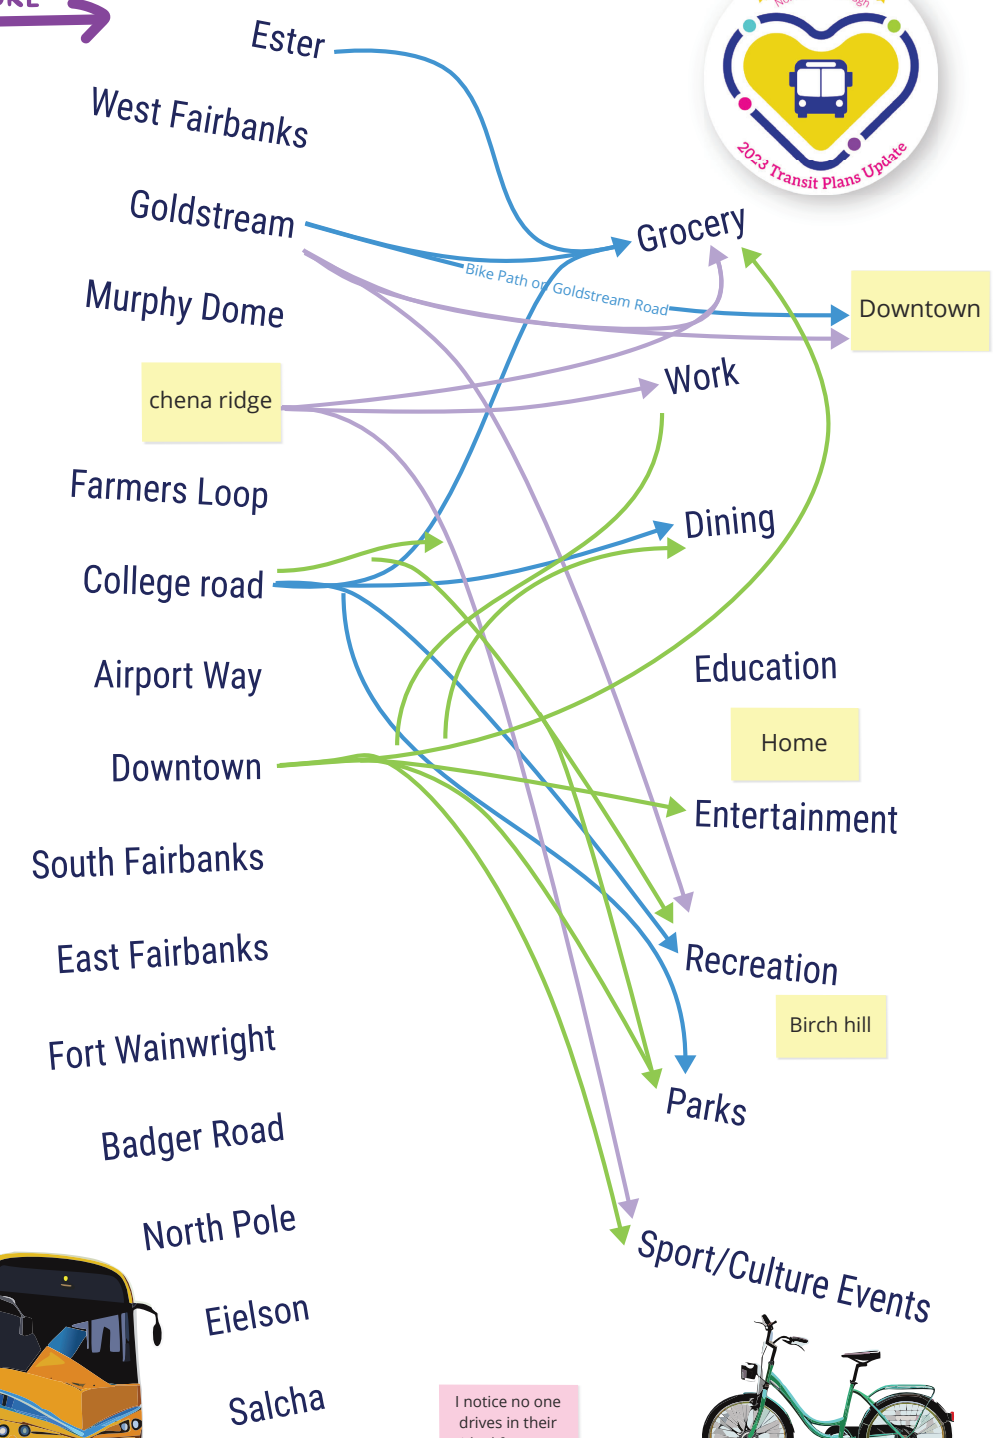 Ester
West Fairbanks
Goldstream
Murphy Dome
chena ridge
Farmers Loop
College road
Airport Way
Downtown
South Fairbanks
East Fairbanks
Fort Wainwright
Badger Road
North Pole
Eielson
Salcha
2023 Transit Plans Update
Grocery
Bike Path on Goldstream Road
Downtown
Work
Dining
Education
Home
Entertainment
Recreation
Birch hill
Parks
Sport/Culture Events
I notice no one
drives in their